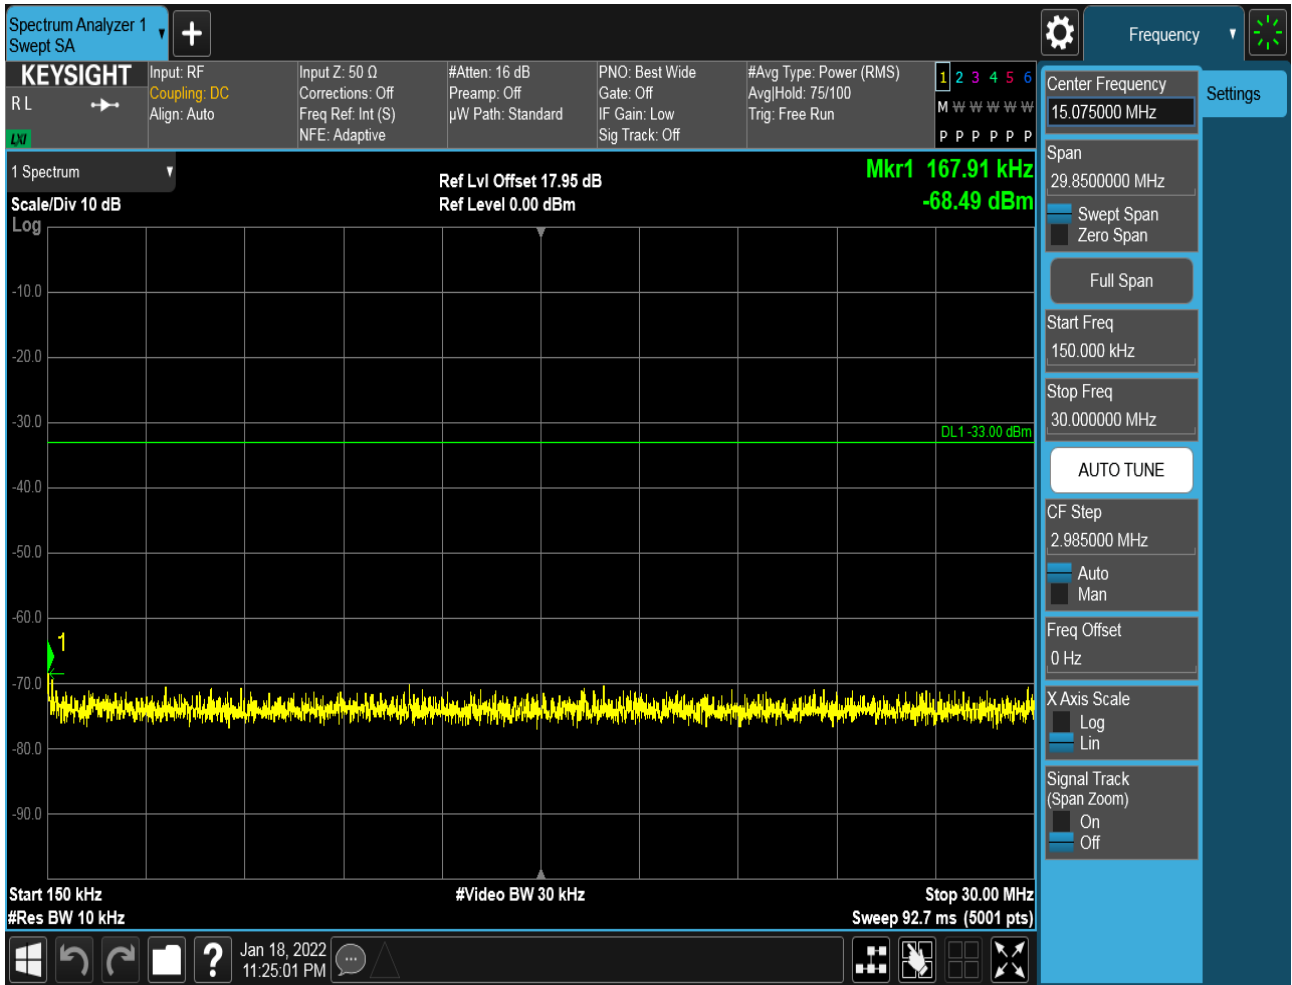 Spectrum Analyzer 1
Swept SA
Frequency
KEYSIGHT
R L
LXI
Input: RF
Coupling: DC
Align: Auto
Input Z: 50 Ω
Corrections: Off
Freq Ref: Int (S)
NFE: Adaptive
#Atten: 16 dB
Preamp: Off
µW Path: Standard
PNO: Best Wide
Gate: Off
IF Gain: Low
Sig Track: Off
#Avg Type: Power (RMS)
Avg|Hold: 75/100
Trig: Free Run
1 2 3 4 5 6
M W W W W W
P P P P P P
1 Spectrum
Scale/Div 10 dB
Log
Ref Lvl Offset 17.95 dB
Ref Level 0.00 dBm
Mkr1 167.91 kHz
-68.49 dBm
-10.0
-20.0
-30.0
DL1 -33.00 dBm
-40.0
-50.0
-60.0
1
-70.0
-80.0
-90.0
Start 150 kHz
#Video BW 30 kHz
Stop 30.00 MHz
#Res BW 10 kHz
Sweep 92.7 ms (5001 pts)
?
Jan 18, 2022
11:25:01 PM
Center Frequency
15.075000 MHz
Settings
Span
29.8500000 MHz
Swept Span
Zero Span
Full Span
Start Freq
150.000 kHz
Stop Freq
30.000000 MHz
AUTO TUNE
CF Step
2.985000 MHz
Auto
Man
Freq Offset
0 Hz
X Axis Scale
Log
Lin
Signal Track
(Span Zoom)
On
Off